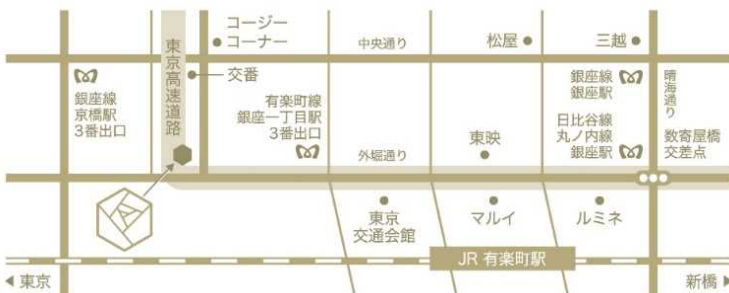 コージー
コーナー
中央通り
松屋
三越
東京高速道路
交番
銀座線
京橋駅
3番出口
有楽町線
銀座一丁目駅
3番出口
銀座線
銀座駅
晴海通り
日比谷線
丸ノ内線
銀座駅
数寄屋橋
交差点
東映
外堀通り
東京
交通会館
マルイ
ルミネ
JR 有楽町駅
東京
新橋